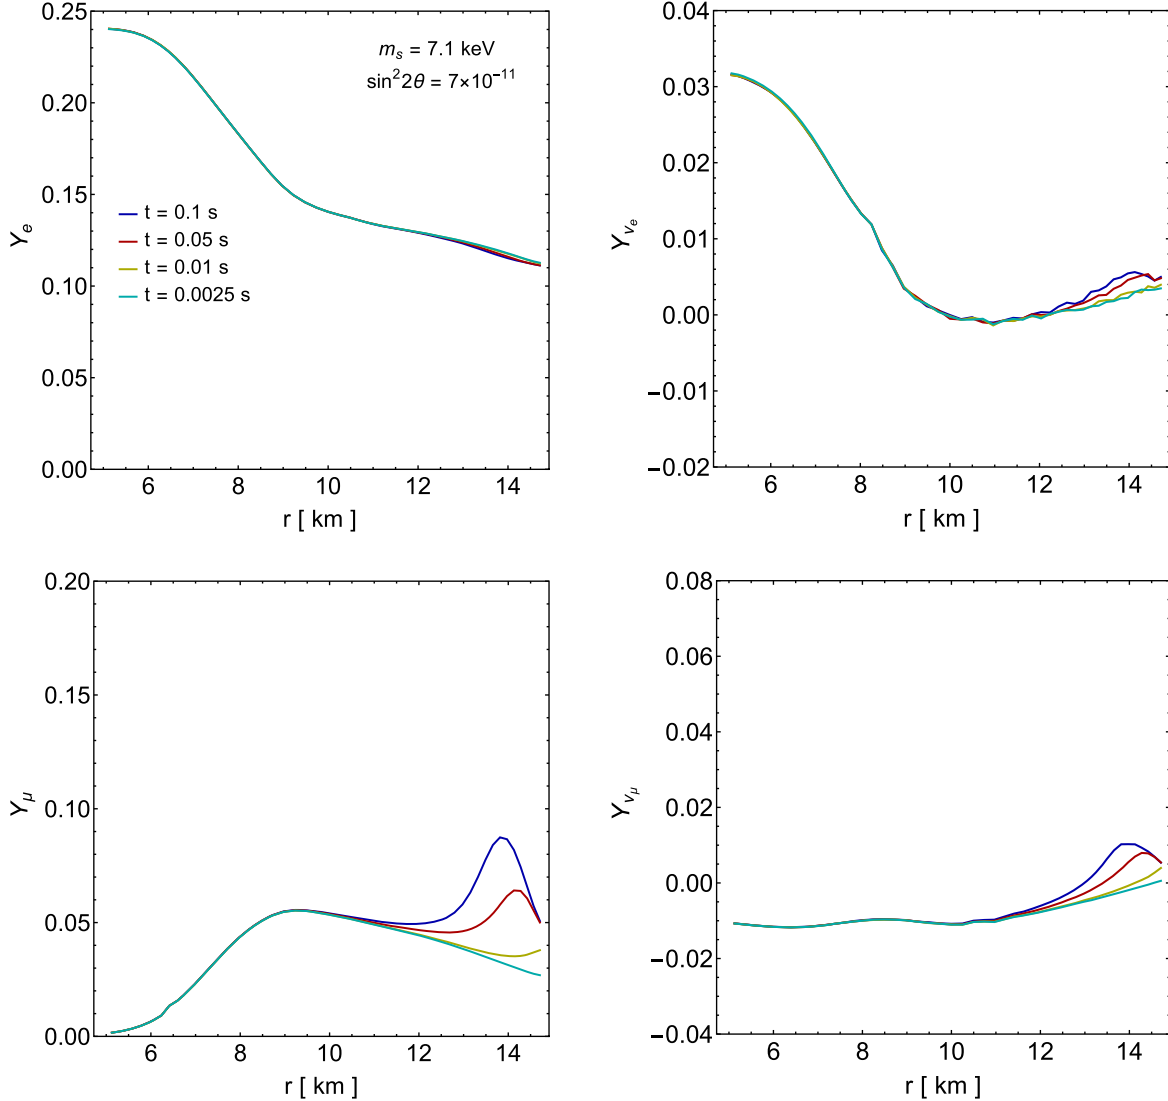 0.25
0.20
0.15
0.10
0.05
0.00
Y_e
m_s = 7.1 keV
sin²2θ = 7×10⁻¹¹
t = 0.1 s
t = 0.05 s
t = 0.01 s
t = 0.0025 s
6 8 10 12 14
r [ km ]
0.04
0.03
0.02
0.01
0.00
−0.01
−0.02
Y_{ν_e}
6 8 10 12 14
r [ km ]
0.20
0.15
0.10
0.05
0.00
Y_μ
6 8 10 12 14
r [ km ]
0.08
0.06
0.04
0.02
0.00
−0.02
−0.04
Y_{ν_μ}
6 8 10 12 14
r [ km ]